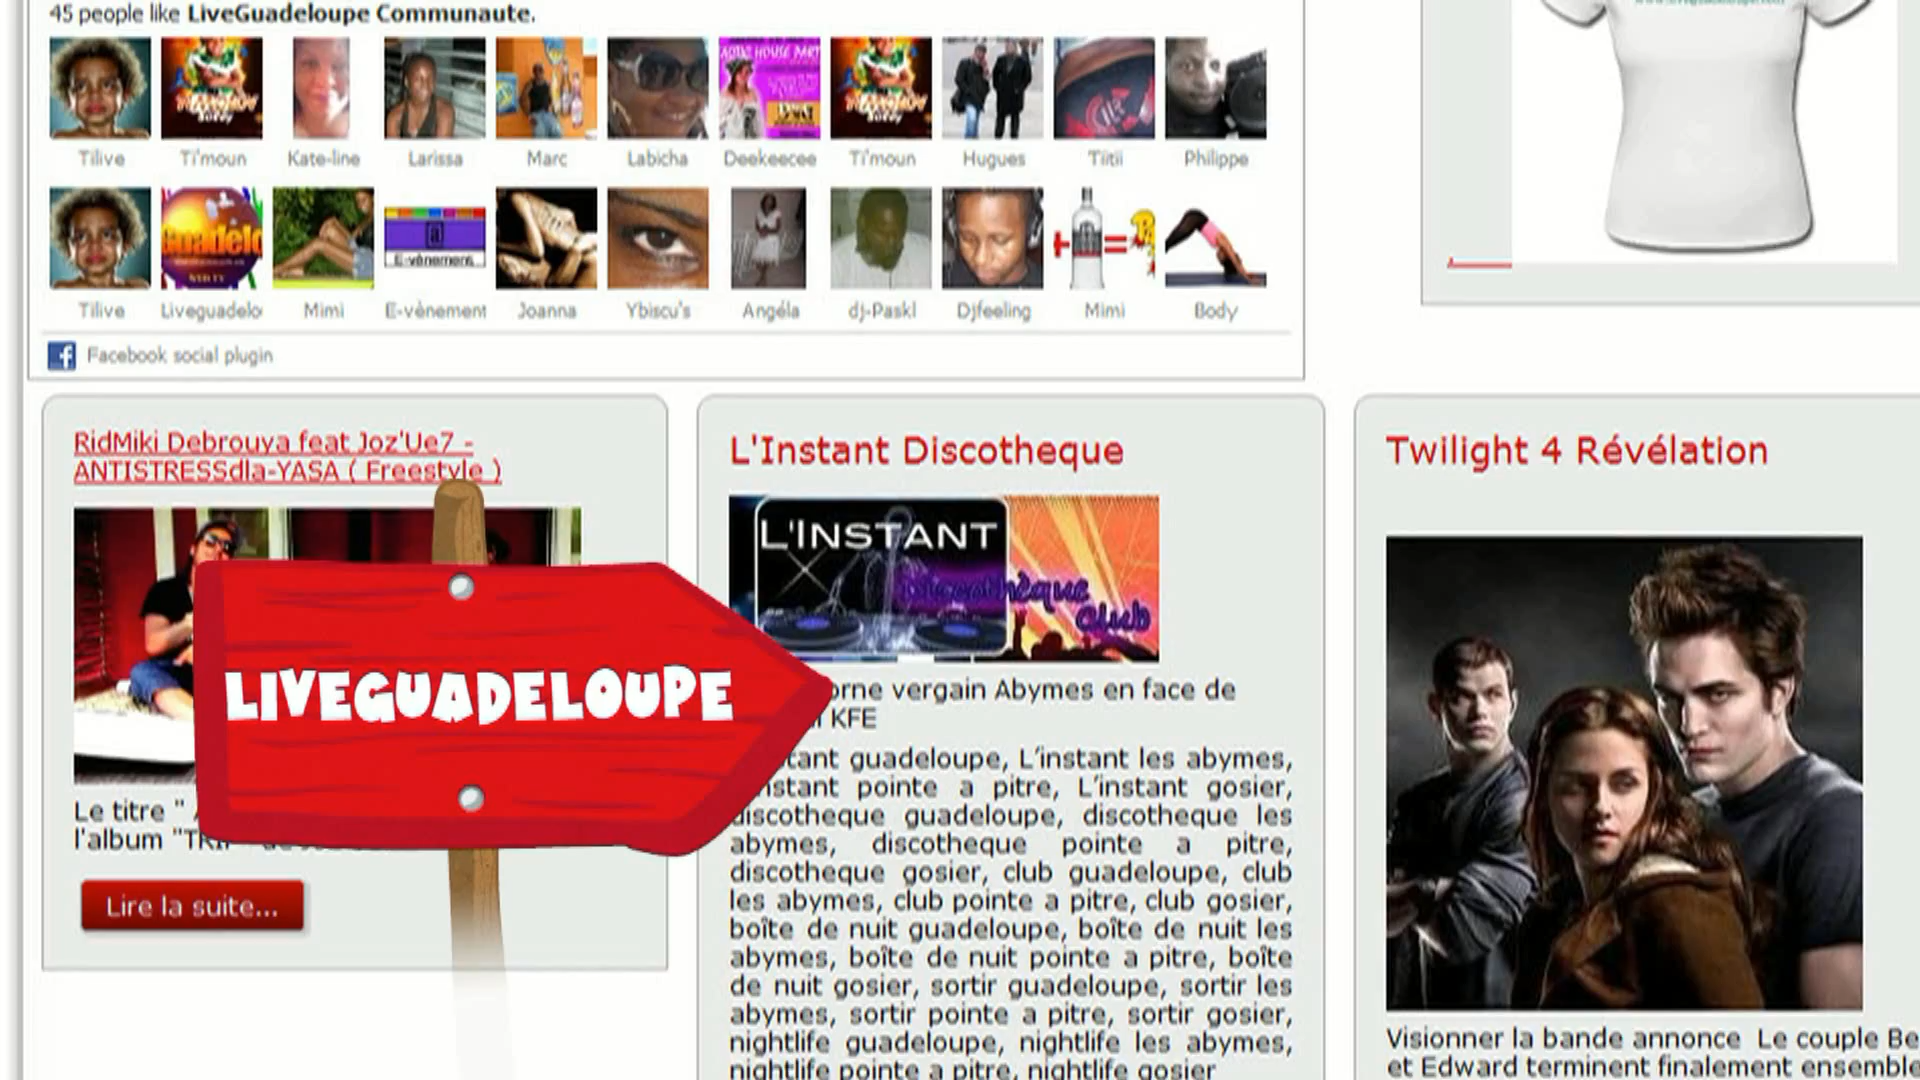 45 people like LiveGuadeloupe Communaute.
Tilive Ti'moun Kate-line Larissa Marc Labicha Deekeecee Ti'moun Hugues Tiitii Philippe
Tilive Liveguadelo Mimi E-vènement Joanna Ybiscu's Angéla dj-Paskl Djfeeling Mimi Body
Facebook social plugin
RidMiki Debrouya feat Joz'Ue7 -
ANTISTRESSdla-YASA ( Freestyle )
LIVEGUADELOUPE
Le titre "
l'album "TRIP
Lire la suite...
L'Instant Discotheque
L'INSTANT
Discothèque
Club
vergain Abymes en face de
KFE
guadeloupe, L'instant les abymes,
pointe a pitre, L'instant gosier,
discotheque guadeloupe, discotheque les
abymes, discotheque pointe a pitre,
discotheque gosier, club guadeloupe, club
les abymes, club pointe a pitre, club gosier,
boîte de nuit guadeloupe, boîte de nuit les
abymes, boîte de nuit pointe a pitre, boîte
de nuit gosier, sortir guadeloupe, sortir les
abymes, sortir pointe a pitre, sortir gosier,
nightlife guadeloupe, nightlife les abymes,
nightlife pointe a pitre, nightlife gosier
Twilight 4 Révélation
Visionner la bande annonce Le couple Be
et Edward terminent finalement ensemble